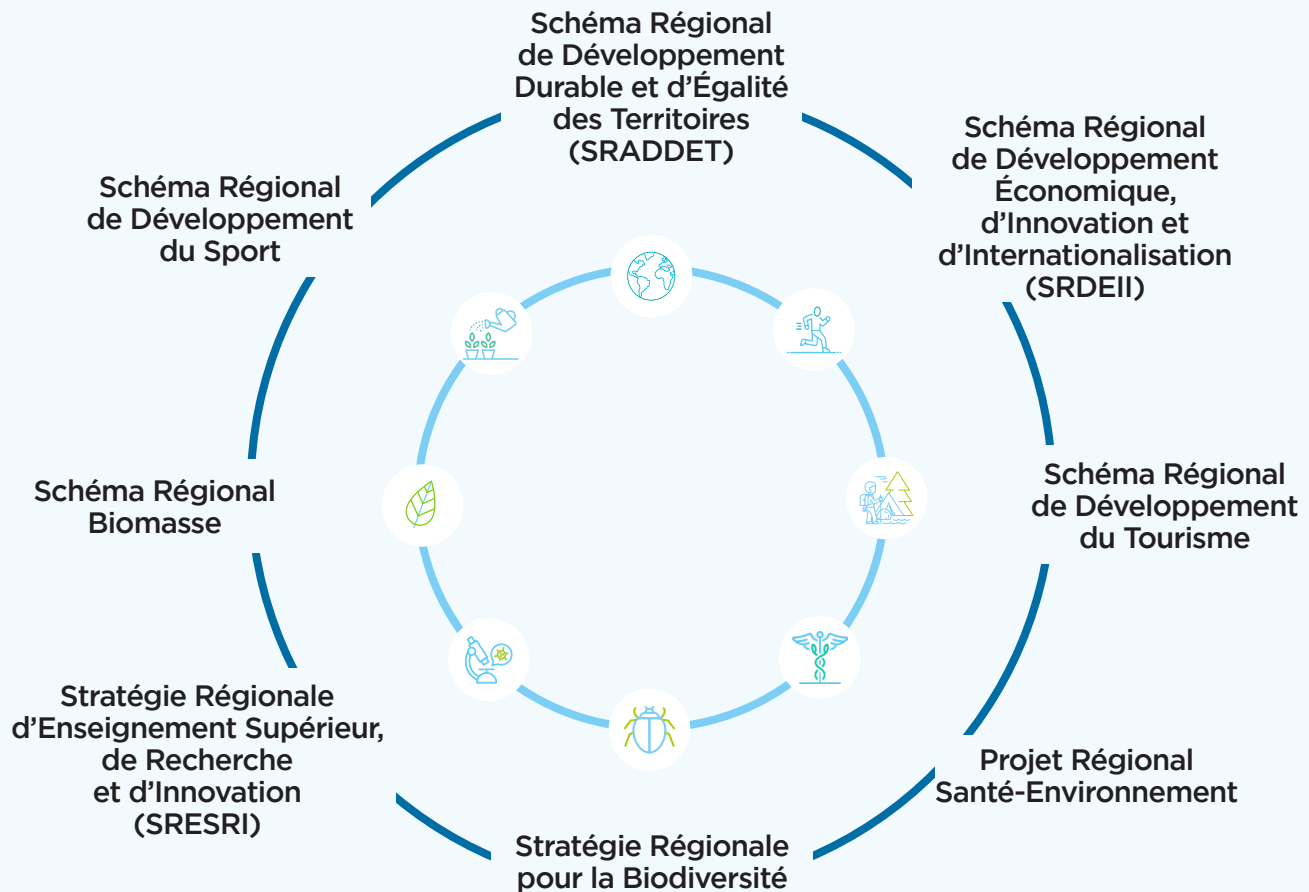 Schéma Régional
de Développement
Durable et d'Égalité
des Territoires
(SRADDET)
Schéma Régional
de Développement
Économique,
d'Innovation et
d'Internationalisation
(SRDEII)
Schéma Régional
de Développement
du Tourisme
Projet Régional
Santé-Environnement
Stratégie Régionale
pour la Biodiversité
Stratégie Régionale
d'Enseignement Supérieur,
de Recherche
et d'Innovation
(SRESRI)
Schéma Régional
Biomasse
Schéma Régional
de Développement
du Sport